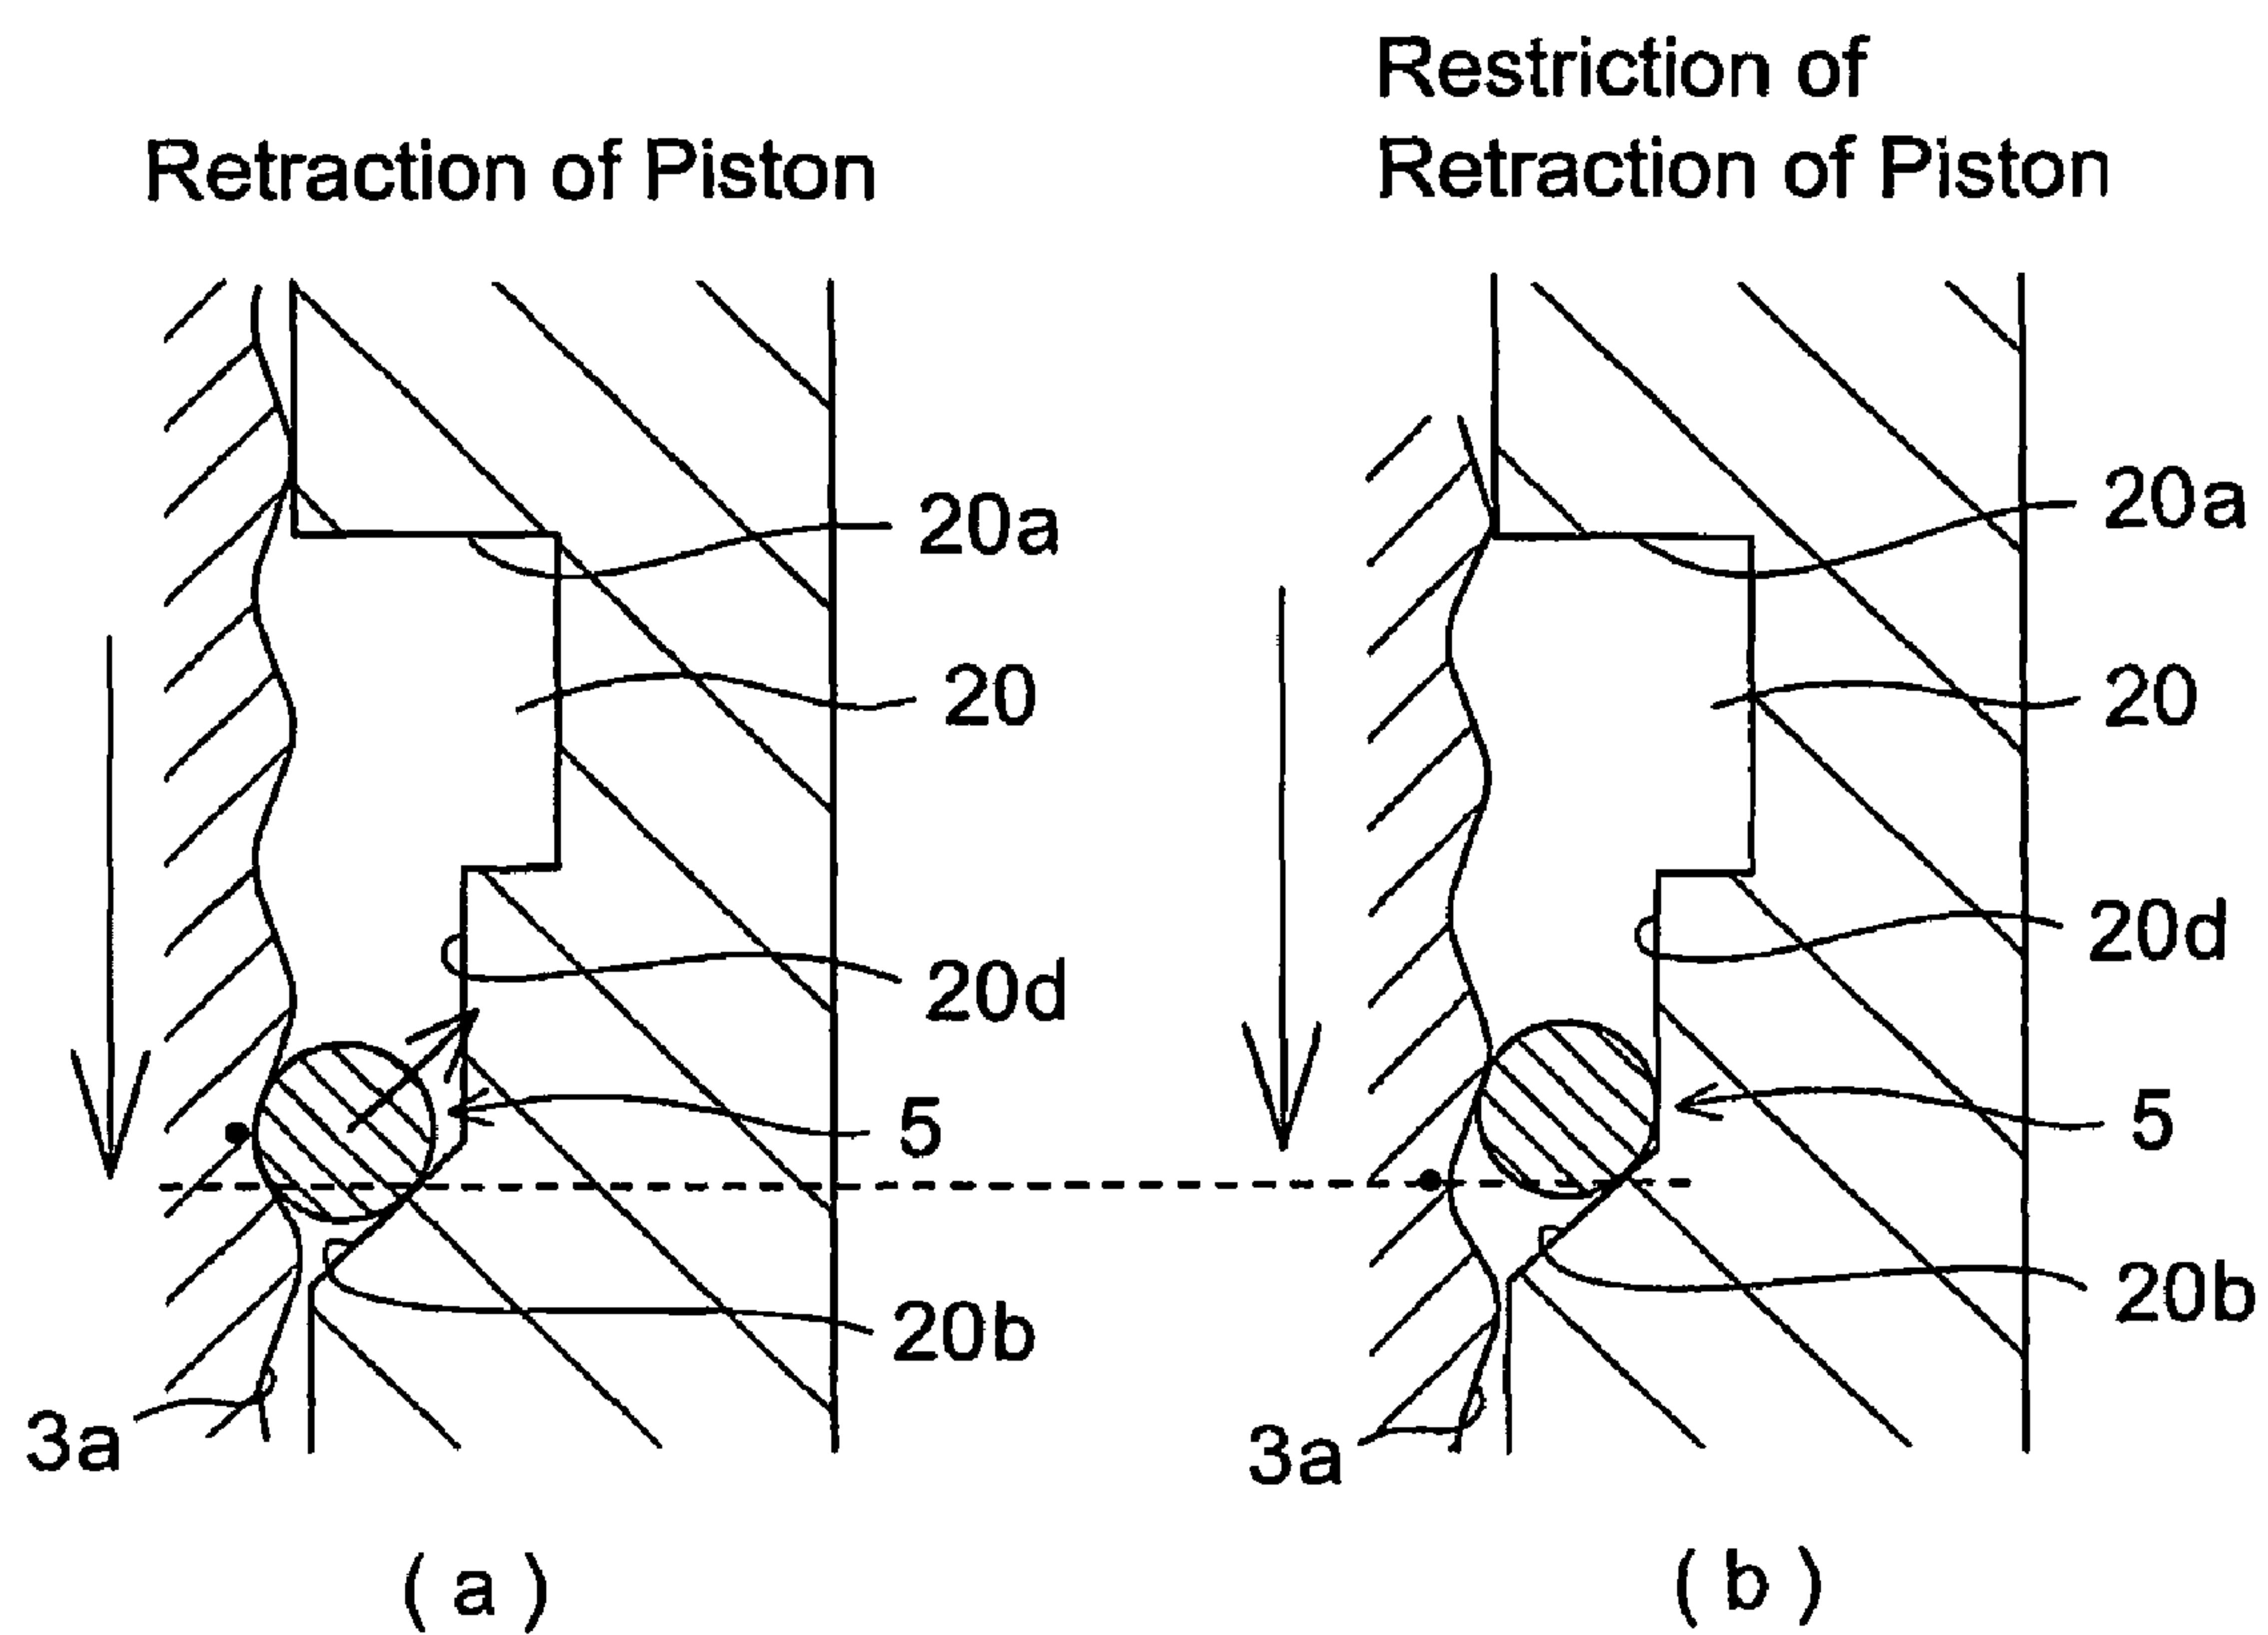 Retraction of Piston
20a
20
20d
5
20b
3a
( a )
Restriction of
Retraction of Piston
20a
20
20d
5
20b
3a
( b )